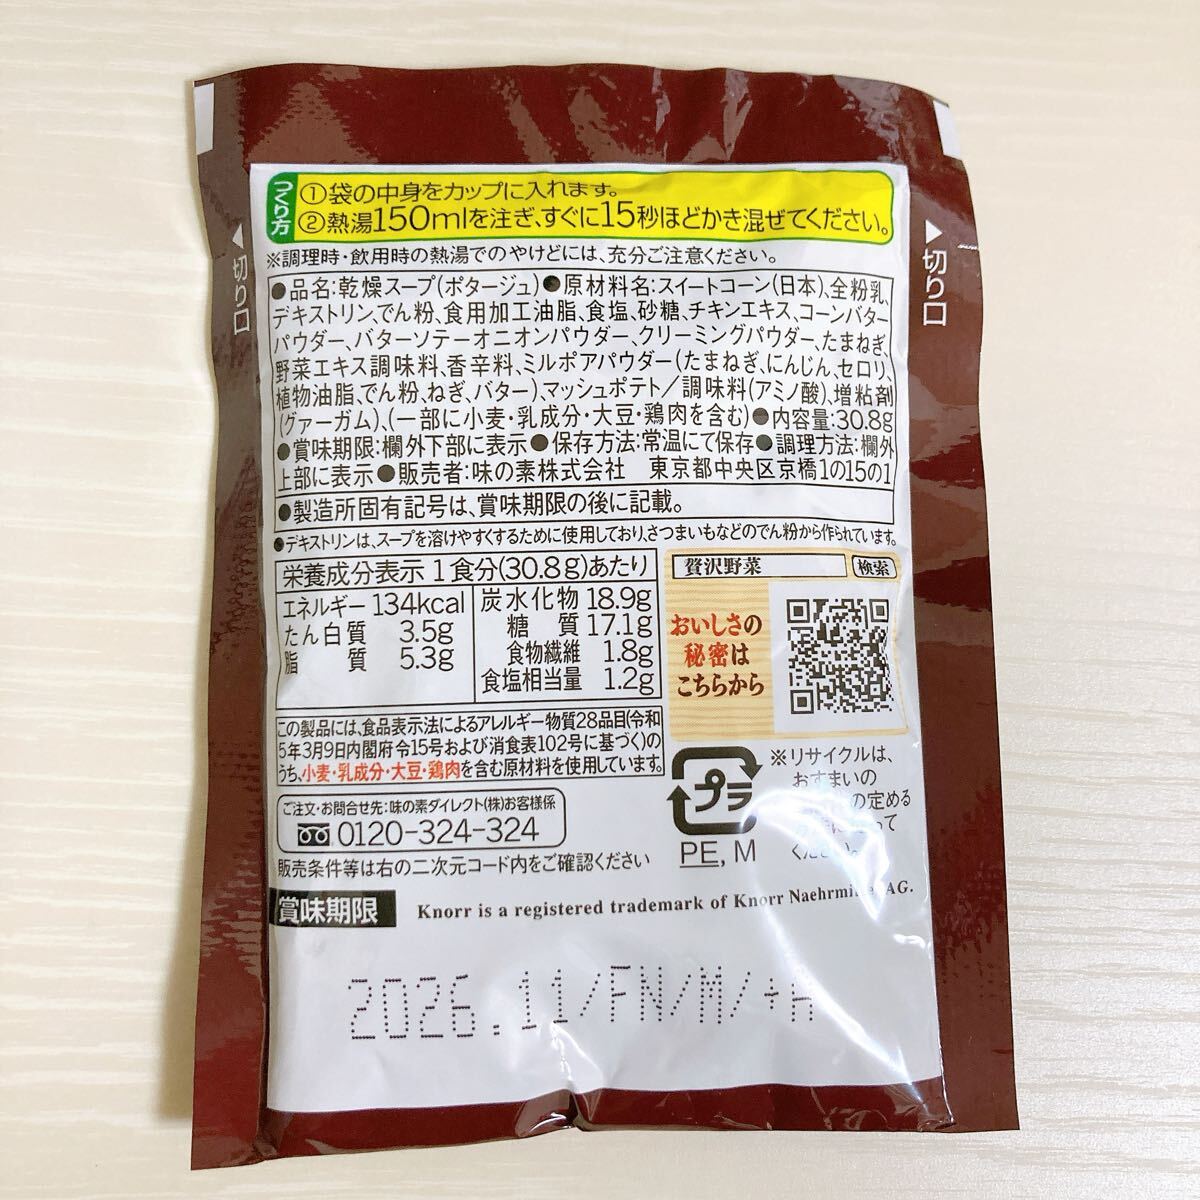 つくり方
①袋の中身をカップに入れます。
②熱湯150mlを注ぎ、すぐに15秒ほどかき混ぜてください。
※調理時・飲用時の熱湯でのやけどには、充分ご注意ください。
◀切り口
▶切り口
●品名:乾燥スープ(ポタージュ)●原材料名:スイートコーン(日本)、全粉乳、
デキストリン、でん粉、食用加工油脂、食塩、砂糖、チキンエキス、コーンバター
パウダー、バターソテーオニオンパウダー、クリーミングパウダー、たまねぎ、
野菜エキス調味料、香辛料、ミルポアパウダー(たまねぎ、にんじん、セロリ、
植物油脂、でん粉、ねぎ、バター)、マッシュポテト/調味料(アミノ酸)、増粘剤
(グァーガム)、(一部に小麦・乳成分・大豆・鶏肉を含む)●内容量:30.8g
●賞味期限:欄外下部に表示●保存方法:常温にて保存●調理方法:欄外
上部に表示●販売者:味の素株式会社 東京都中央区京橋1の15の1
●製造所固有記号は、賞味期限の後に記載。
●デキストリンは、スープを溶けやすくするために使用しており、さつまいもなどのでん粉から作られています。
栄養成分表示 1食分(30.8g)あたり
エネルギー 134kcal
たん白質 3.5g
脂質 5.3g
炭水化物 18.9g
糖質 17.1g
食物繊維 1.8g
食塩相当量 1.2g
贅沢野菜 検索
おいしさの
秘密は
こちらから
この製品には、食品表示法によるアレルギー物質28品目(令和
5年3月9日内閣府令15号および消食表102号に基づく)の
うち、小麦・乳成分・大豆・鶏肉を含む原材料を使用しています。
ご注文・お問合せ先:味の素ダイレクト(株)お客様係
0120-324-324
販売条件等は右の二次元コード内をご確認ください
プラ
PE, M
※リサイクルは、
おすまいの
の定める
って
ください。
賞味期限
Knorr is a registered trademark of Knorr AG.
2026.11/FN/M/+A